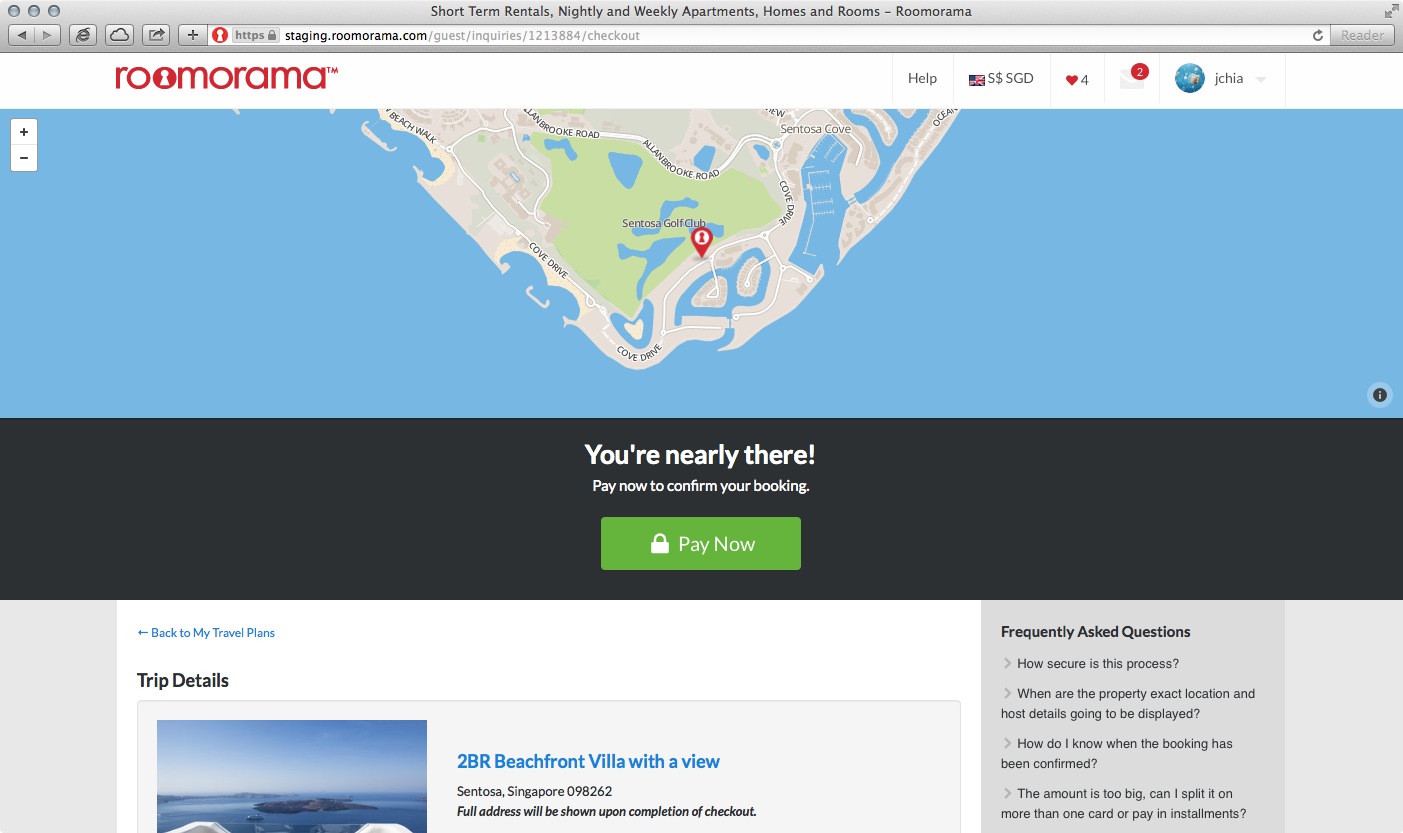 Short Term Rentals, Nightly and Weekly Apartments, Homes and Rooms – Roomorama
https staging.roomorama.com/guest/inquiries/1213884/checkout Reader
roomorama™ Help S$ SGD 4 2 jchia
+
−
BEACH WALK
ALLANBROOKE ROAD
VIEW
Sentosa Cove
OCEAN
ALLANBROOKE ROAD
COVE DRIVE
Sentosa Golf Club
COVE DRIVE
COVE DRIVE
i
You're nearly there!
Pay now to confirm your booking.
Pay Now
← Back to My Travel Plans
Trip Details
2BR Beachfront Villa with a view
Sentosa, Singapore 098262
Full address will be shown upon completion of checkout.
Frequently Asked Questions
How secure is this process?
When are the property exact location and
host details going to be displayed?
How do I know when the booking has
been confirmed?
The amount is too big, can I split it on
more than one card or pay in installments?